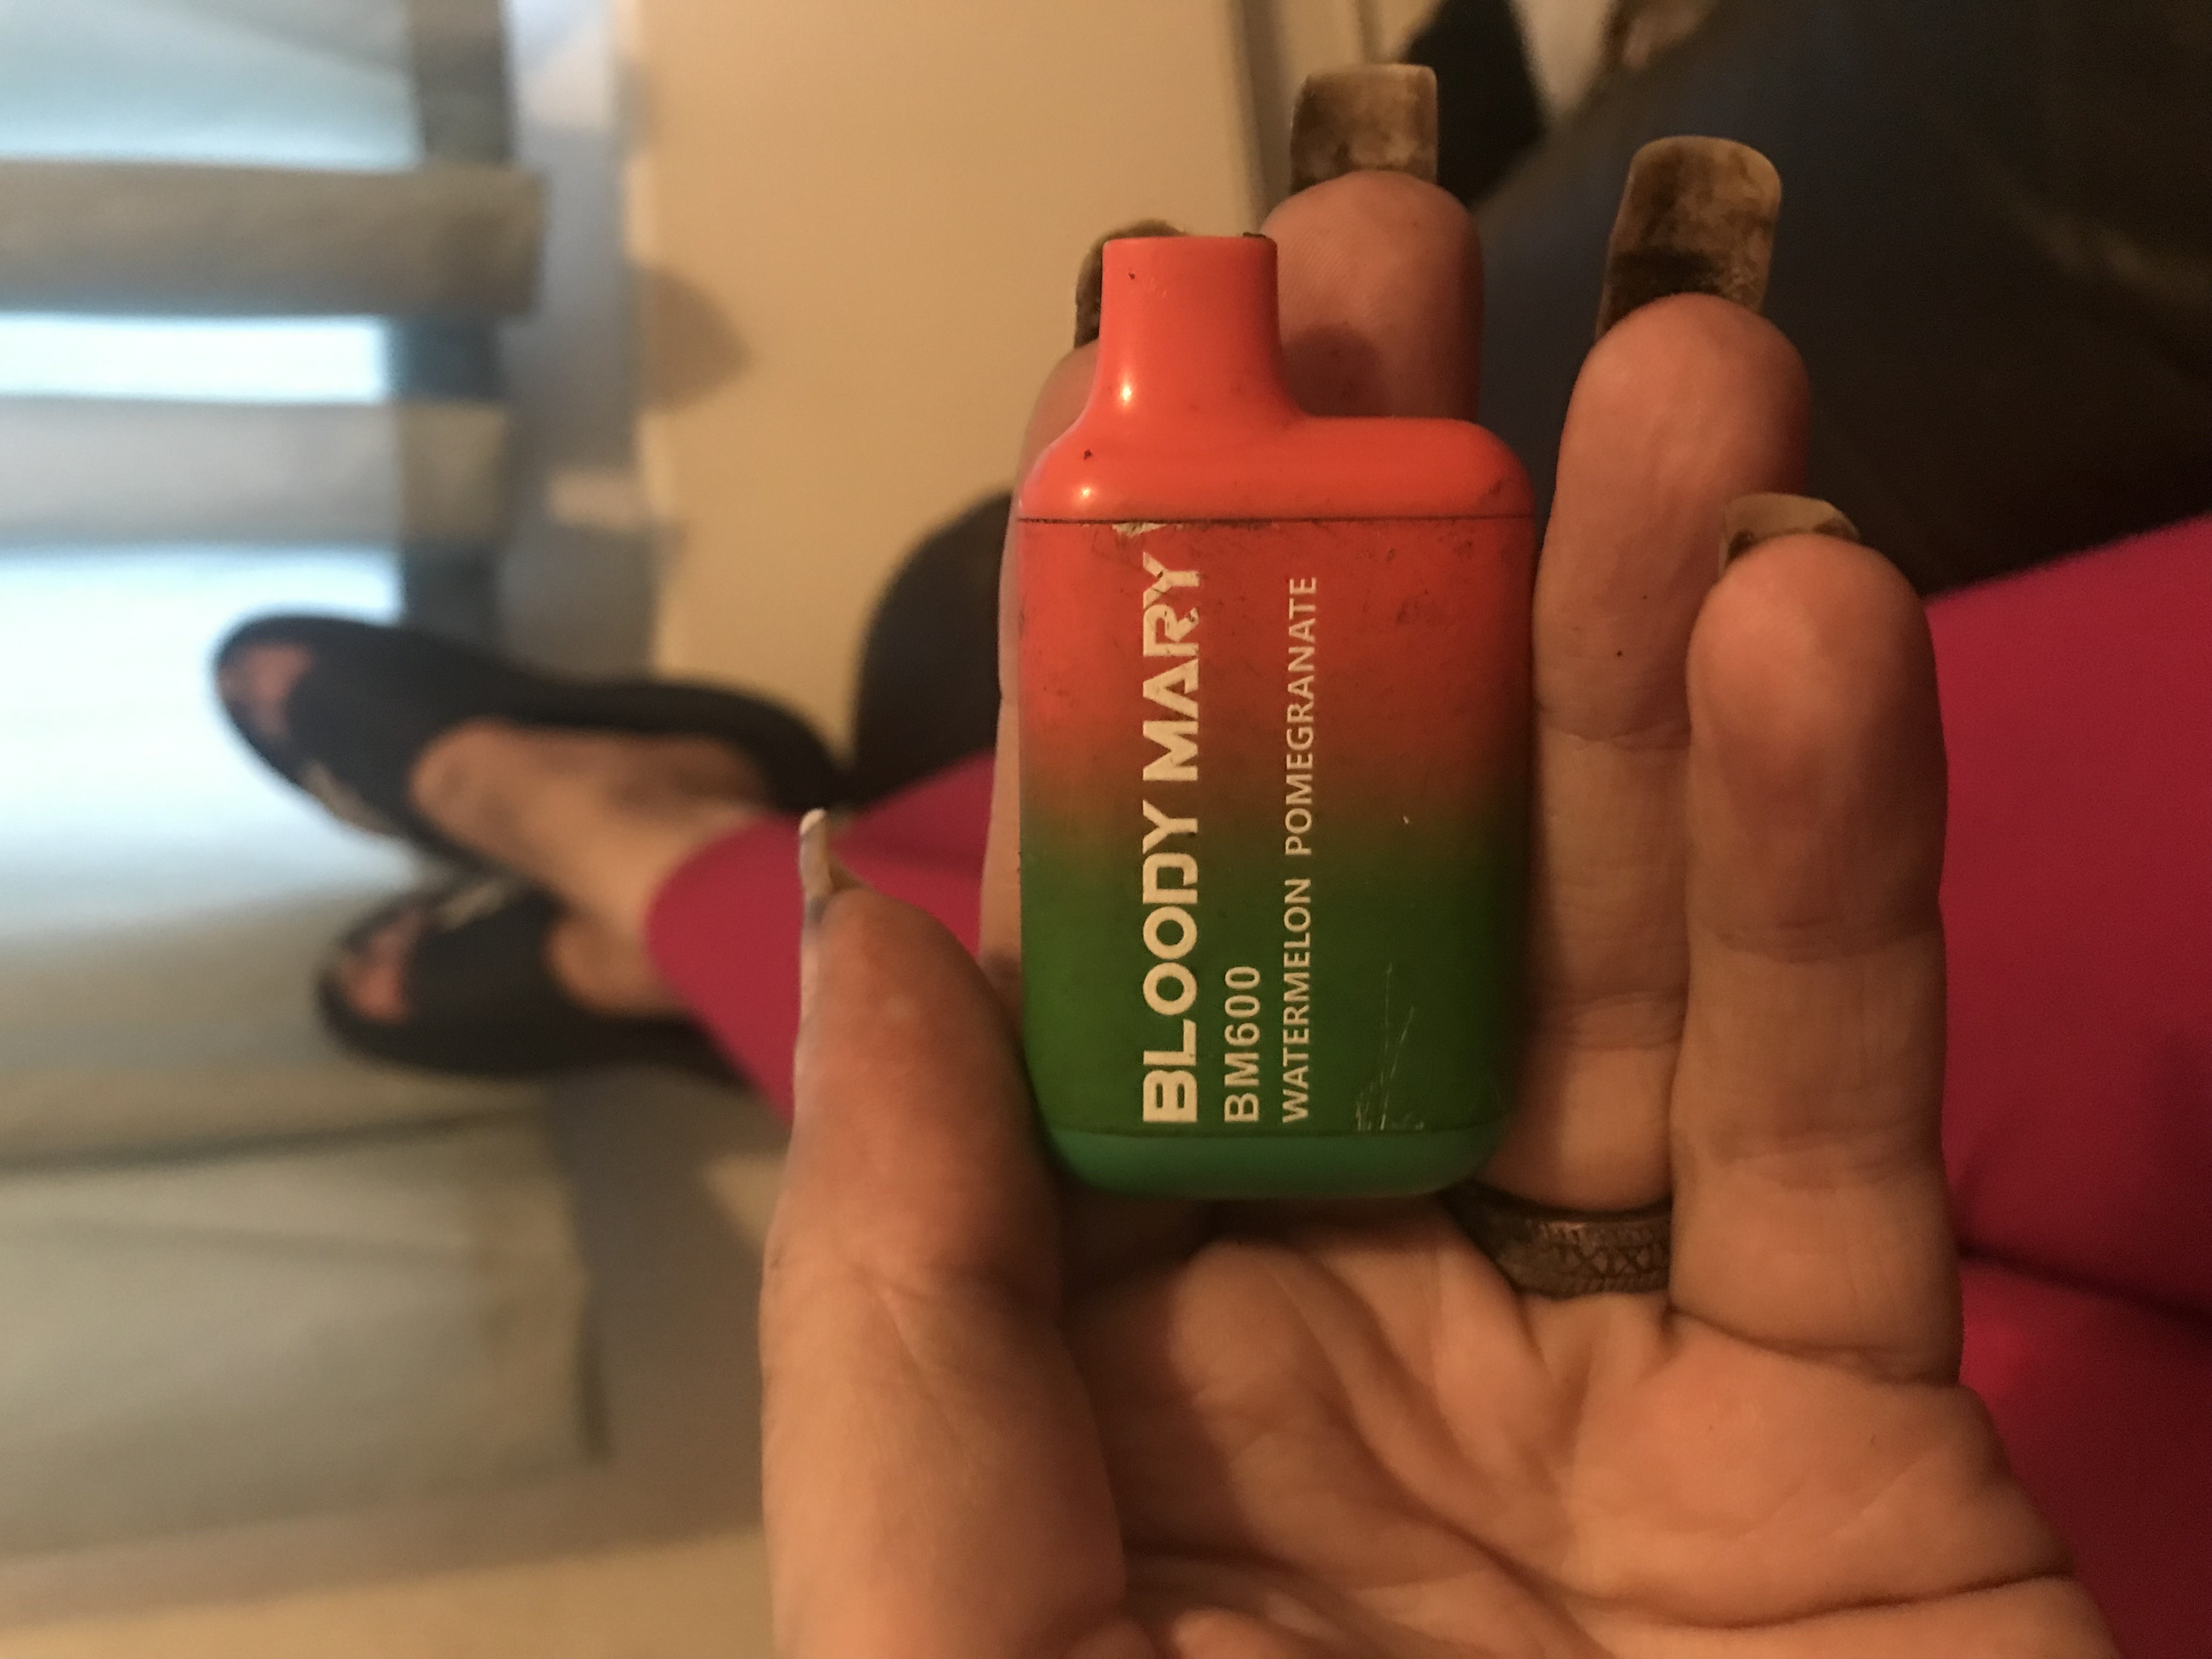 BLOODY MARY
BM600
WATERMELON POMEGRANATE